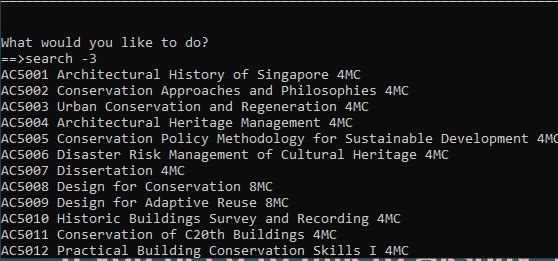 What would you like to do?
==>search -3
AC5001 Architectural History of Singapore 4MC
AC5002 Conservation Approaches and Philosophies 4MC
AC5003 Urban Conservation and Regeneration 4MC
AC5004 Architectural Heritage Management 4MC
AC5005 Conservation Policy Methodology for Sustainable Development 4MC
AC5006 Disaster Risk Management of Cultural Heritage 4MC
AC5007 Dissertation 4MC
AC5008 Design for Conservation 8MC
AC5009 Design for Adaptive Reuse 8MC
AC5010 Historic Buildings Survey and Recording 4MC
AC5011 Conservation of C20th Buildings 4MC
AC5012 Practical Building Conservation Skills I 4MC